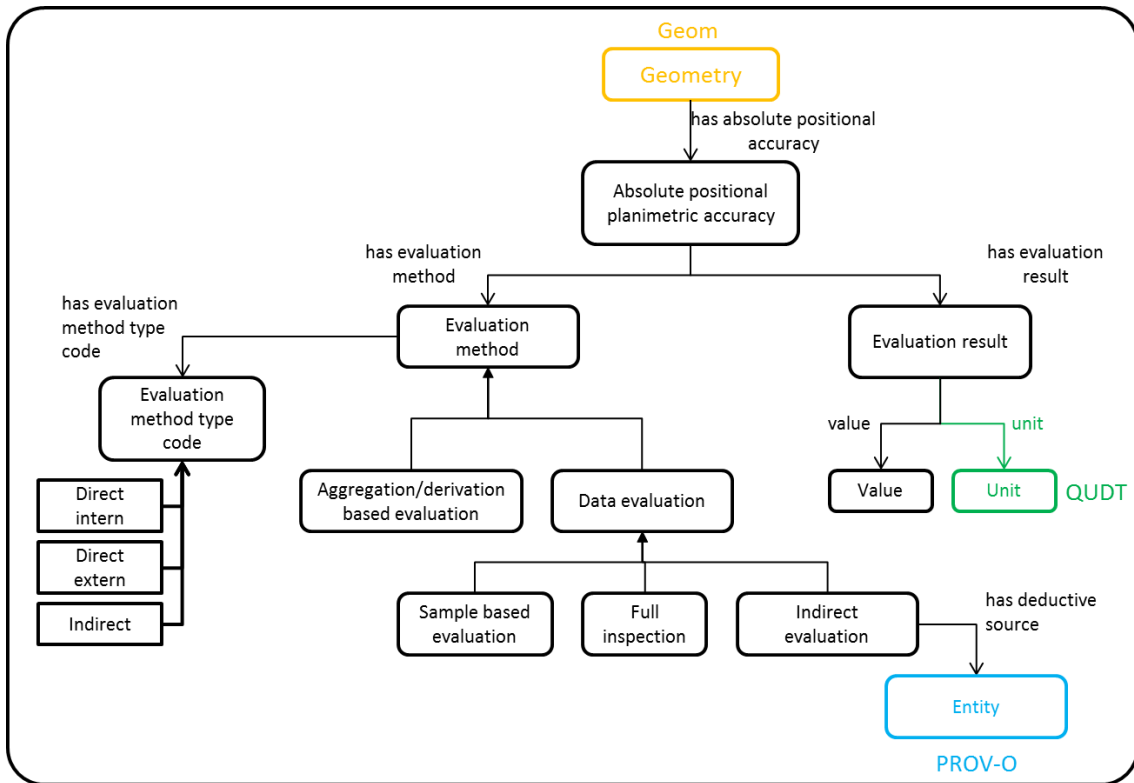 Geom
Geometry
has absolute positional
accuracy
Absolute positional
planimetric accuracy
has evaluation
method
has evaluation
result
has evaluation
method type
code
Evaluation
method
Evaluation result
Evaluation
method type
code
value
unit
Direct
intern
Aggregation/derivation
based evaluation
Data evaluation
Value
Unit
QUDT
Direct
extern
Indirect
Sample based
evaluation
Full
inspection
Indirect
evaluation
has deductive
source
Entity
PROV-O